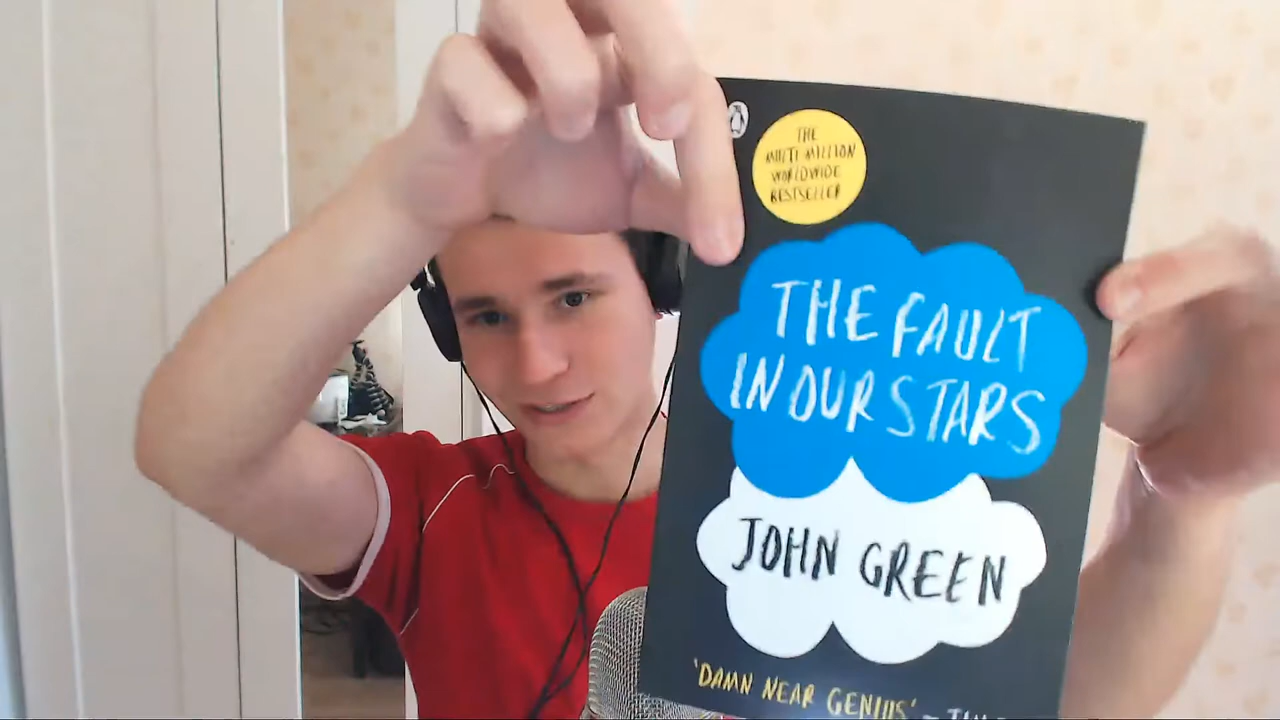 THE
MULTI-MILLION
WORLDWIDE
BESTSELLER
THE FAULT
IN OUR STARS
JOHN GREEN
'DAMN NEAR GENIUS' –